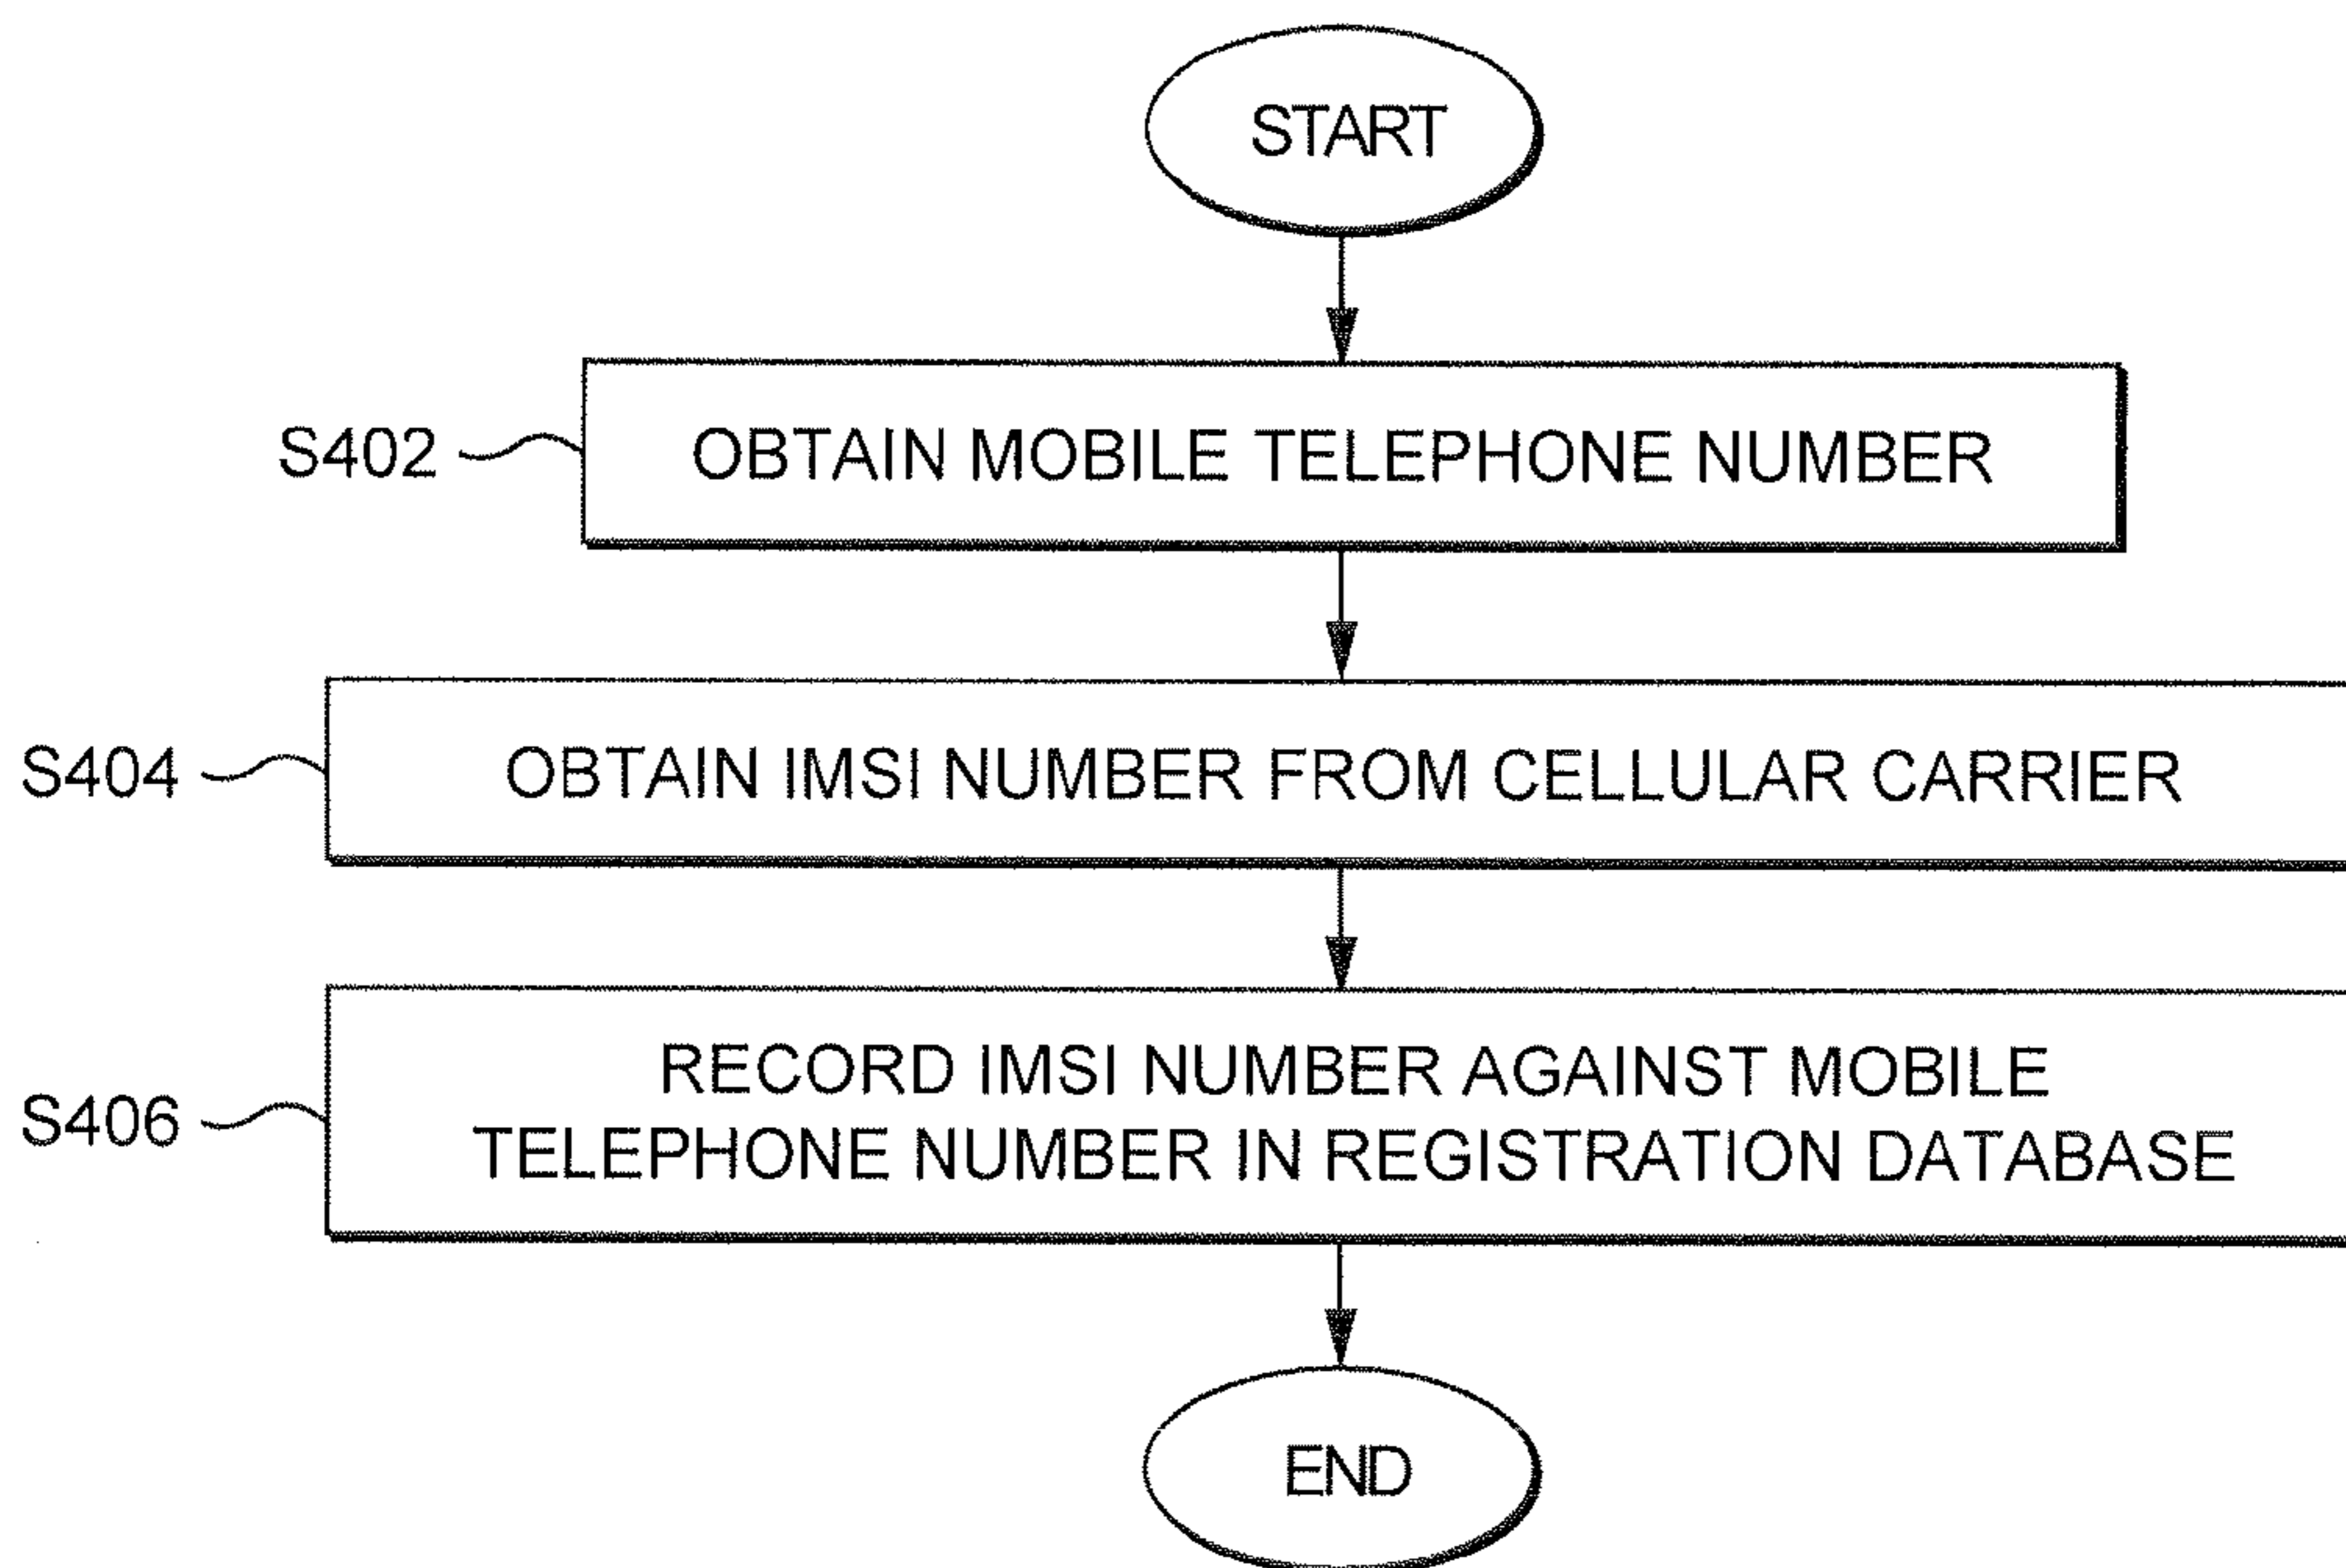 START
S402
OBTAIN MOBILE TELEPHONE NUMBER
S404
OBTAIN IMSI NUMBER FROM CELLULAR CARRIER
S406
RECORD IMSI NUMBER AGAINST MOBILE
TELEPHONE NUMBER IN REGISTRATION DATABASE
END